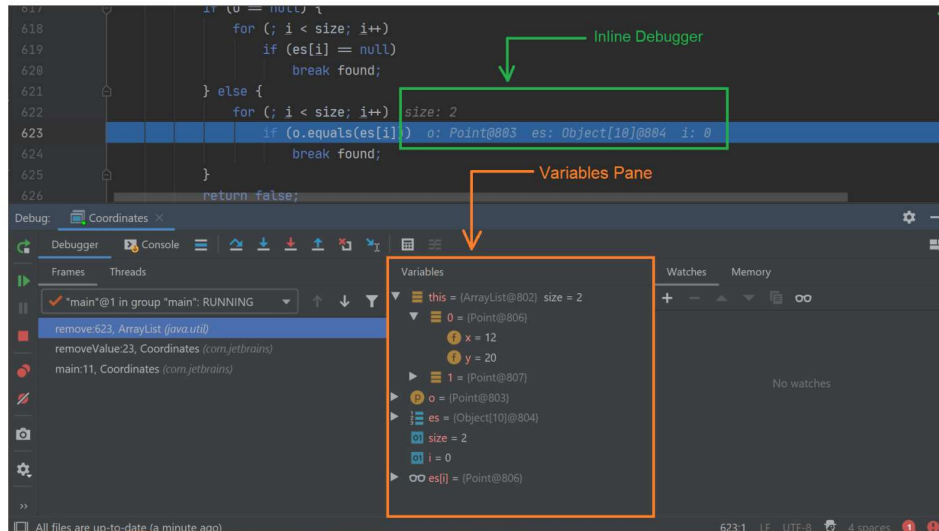 617 if (o == null) {
618 for (; i < size; i++)
619 if (es[i] == null)
620 break found;
621 } else {
622 for (; i < size; i++) size: 2
623 if (o.equals(es[i])) o: Point@803 es: Object[10]@804 i: 0
624 break found;
625 }
626 return false;
Inline Debugger
Variables Pane
Debug: Coordinates
Debugger Console
Frames Threads
"main"@1 in group "main": RUNNING
remove:623, ArrayList (java.util)
removeValue:23, Coordinates (com.jetbrains)
main:11, Coordinates (com.jetbrains)
Variables
this = {ArrayList@802} size = 2
0 = {Point@806}
f x = 12
f y = 20
1 = {Point@807}
p o = {Point@803}
es = {Object[10]@804}
01 size = 2
01 i = 0
es[i] = {Point@806}
Watches Memory
No watches
All files are up-to-date (a minute ago)
623:1 LF UTF-8 4 spaces